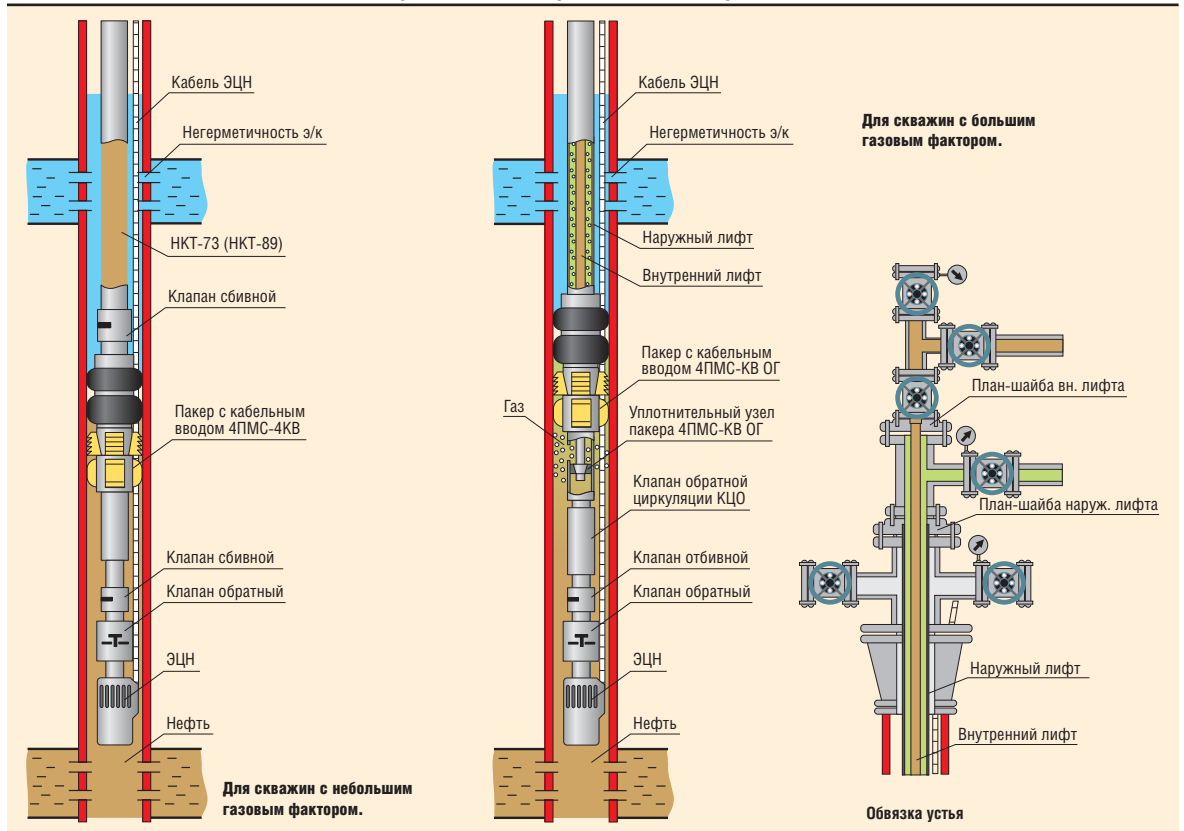 Кабель ЭЦН
Негерметичность э/к
НКТ-73 (НКТ-89)
Клапан сбивной
Пакер с кабельным
вводом 4ПМС-4КВ
Клапан сбивной
Клапан обратный
ЭЦН
Нефть
Для скважин с небольшим
газовым фактором.
Кабель ЭЦН
Негерметичность э/к
Наружный лифт
Внутренний лифт
Пакер с кабельным
вводом 4ПМС-КВ ОГ
Газ
Уплотнительный узел
пакера 4ПМС-КВ ОГ
Клапан обратной
циркуляции КЦО
Клапан отбивной
Клапан обратный
ЭЦН
Нефть
Для скважин с большим
газовым фактором.
План-шайба вн. лифта
План-шайба наруж. лифта
Наружный лифт
Внутренний лифт
Обвязка устья